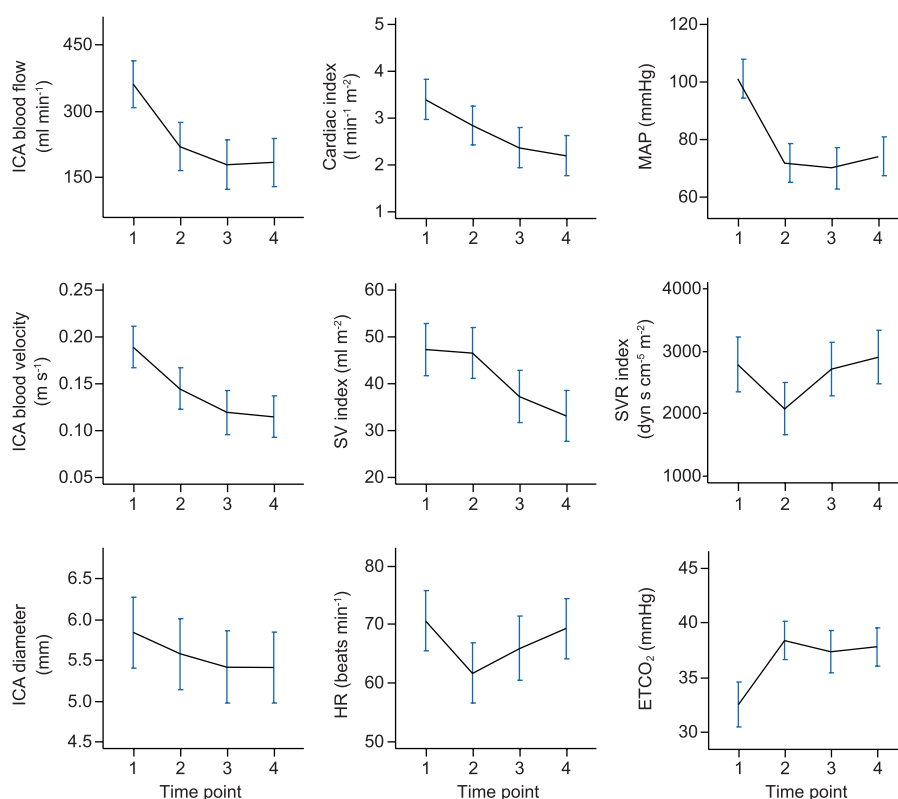 ICA blood flow
(ml min⁻¹)
450
300
150
1 2 3 4
Cardiac index
(l min⁻¹ m⁻²)
5
4
3
2
1
1 2 3 4
MAP (mmHg)
120
100
80
60
1 2 3 4
ICA blood velocity
(m s⁻¹)
0.25
0.20
0.15
0.10
0.05
1 2 3 4
SV index (ml m⁻²)
60
50
40
30
20
1 2 3 4
SVR index
(dyn s cm⁻⁵ m⁻²)
4000
3000
2000
1000
1 2 3 4
ICA diameter
(mm)
6.5
6.0
5.5
5.0
4.5
1 2 3 4
Time point
HR (beats min⁻¹)
80
70
60
50
1 2 3 4
Time point
ETCO₂ (mmHg)
45
40
35
30
1 2 3 4
Time point